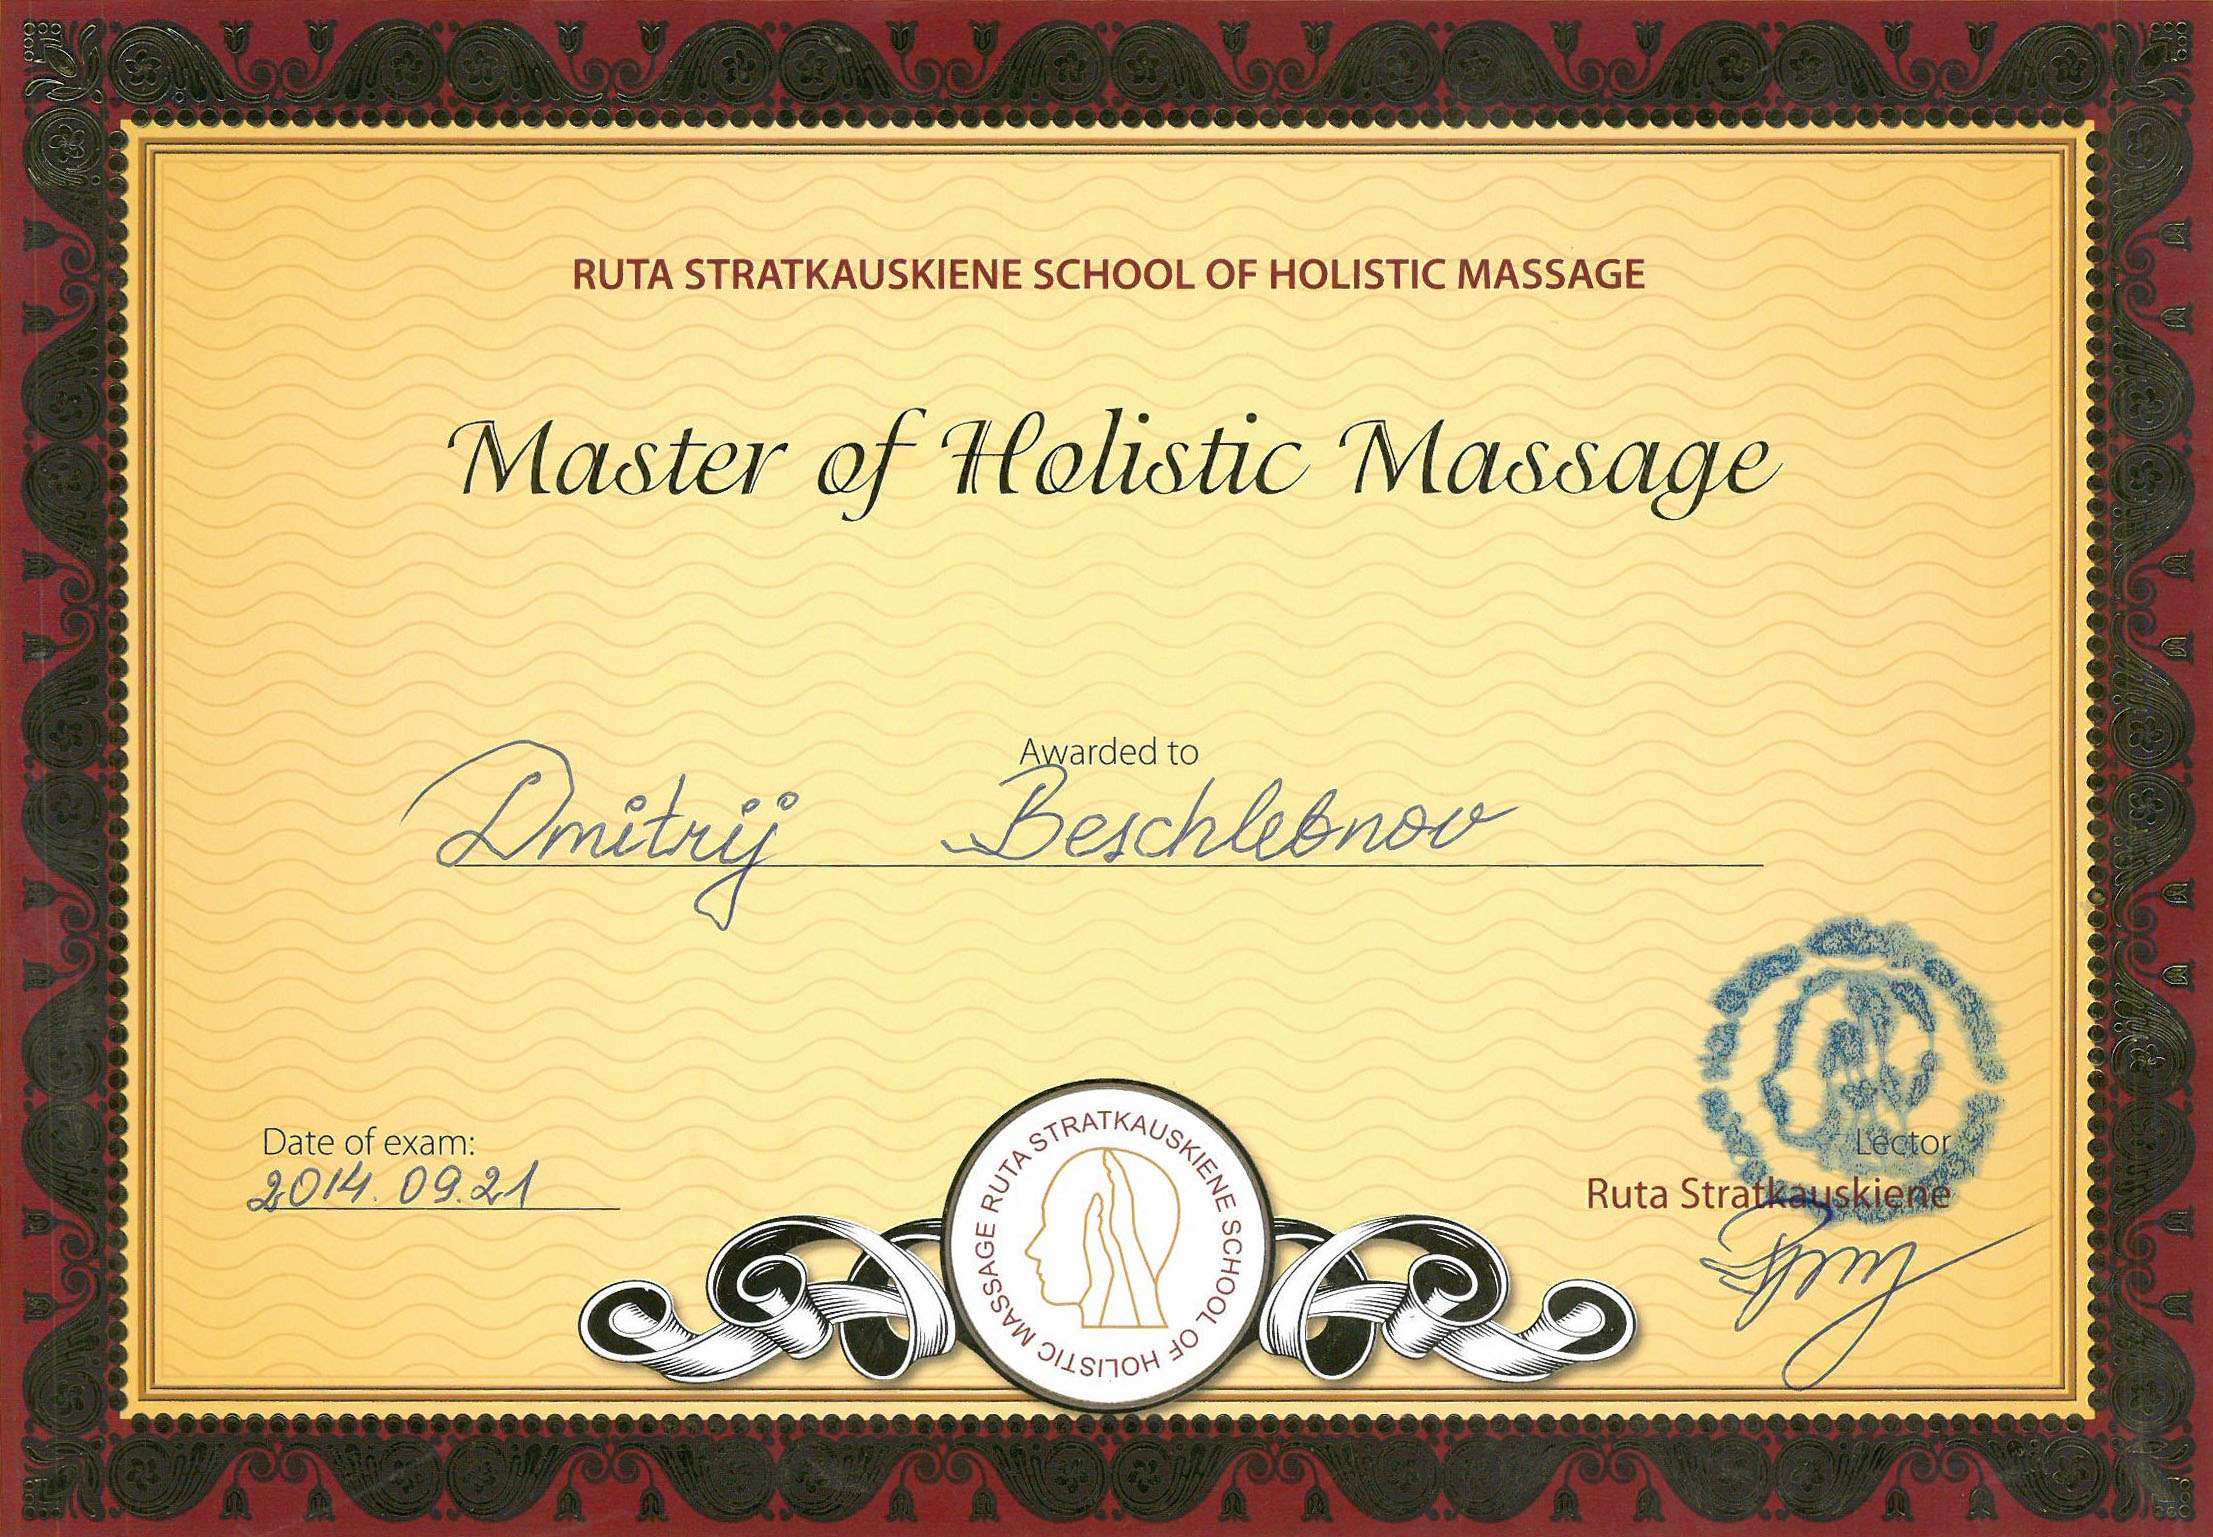 RUTA STRATKAUSKIENE SCHOOL OF HOLISTIC MASSAGE
Master of Holistic Massage
Awarded to
Dmitrij Beschlebnov
Date of exam:
2014.09.21
RUTA STRATKAUSKIENE SCHOOL OF HOLISTIC MASSAGE
Lector
Ruta Stratkauskiene